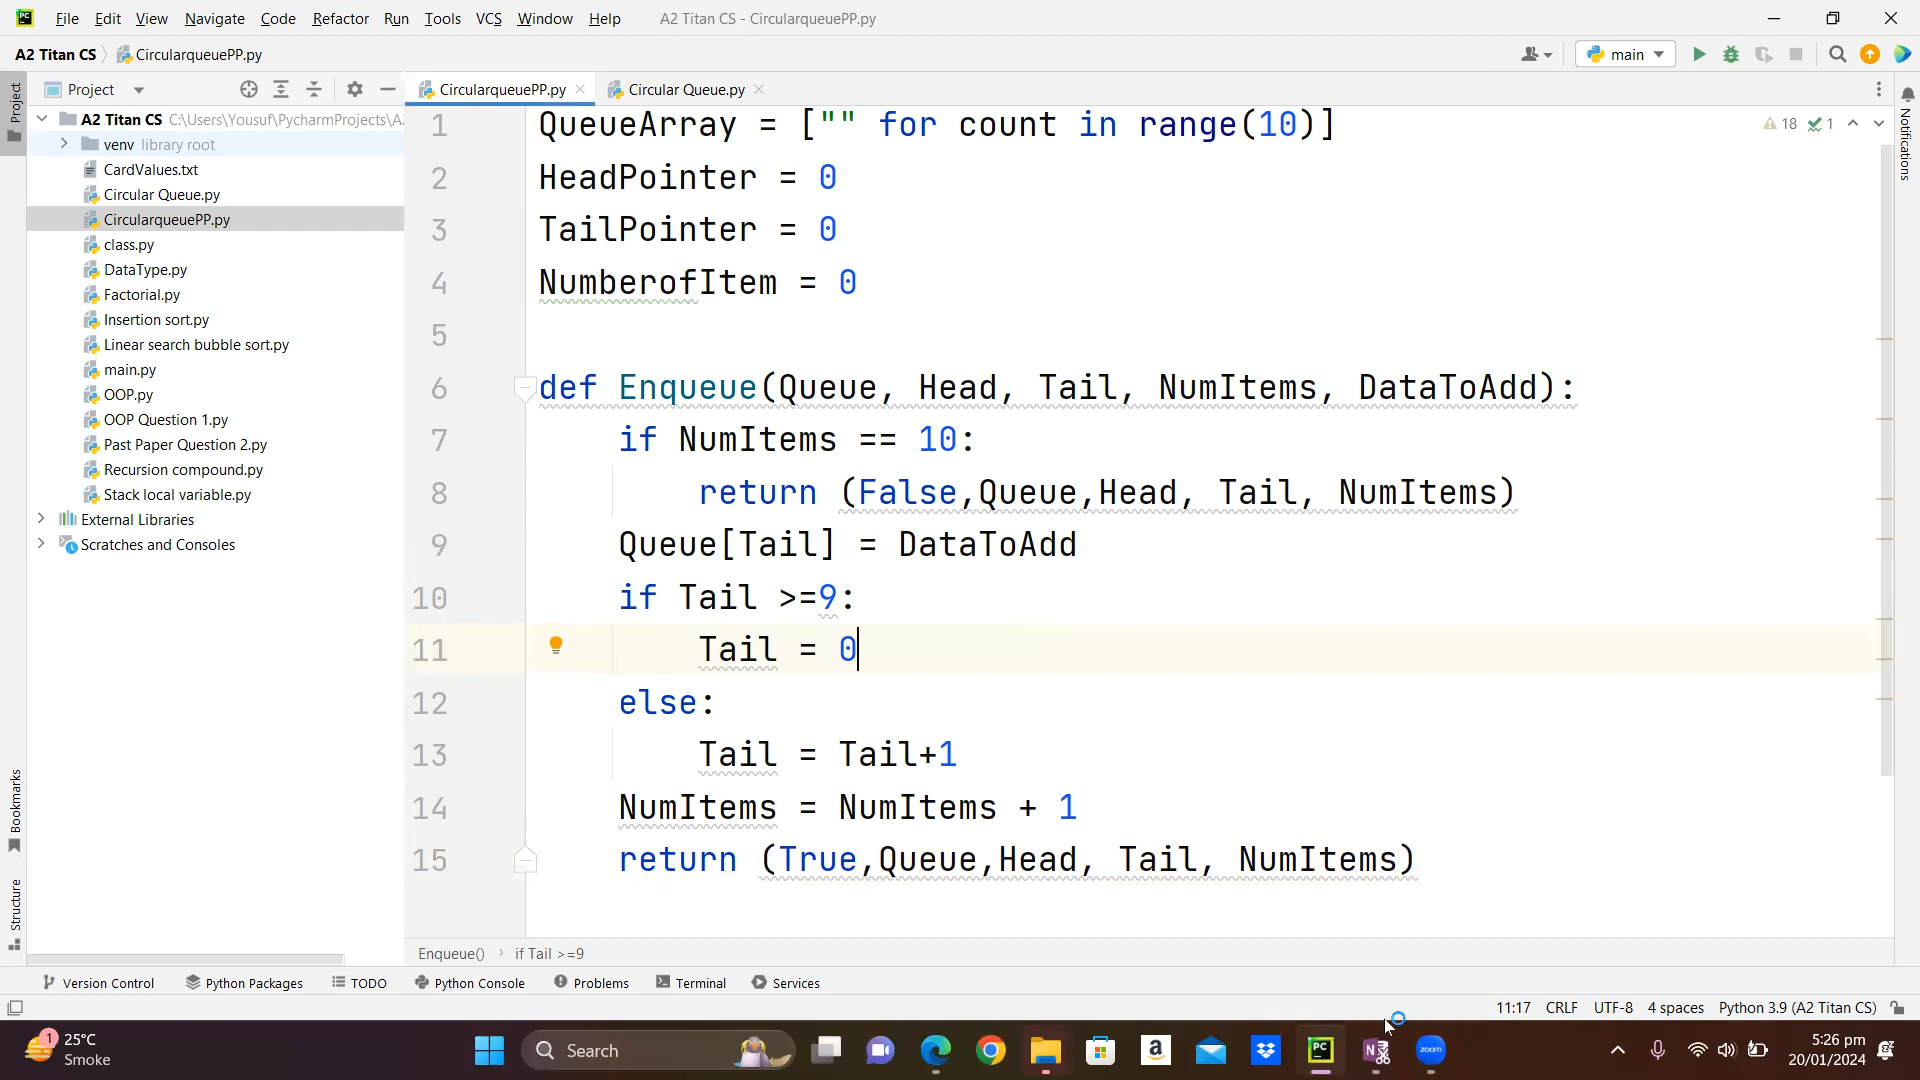 File Edit View Navigate Code Refactor Run Tools VCS Window Help A2 Titan CS - CircularqueuePP.py
A2 Titan CS CircularqueuePP.py main
Project CircularqueuePP.py Circular Queue.py
Project
A2 Titan CS C:\Users\Yousuf\PycharmProjects\A
venv library root
CardValues.txt
Circular Queue.py
CircularqueuePP.py
class.py
DataType.py
Factorial.py
Insertion sort.py
Linear search bubble sort.py
main.py
OOP.py
OOP Question 1.py
Past Paper Question 2.py
Recursion compound.py
Stack local variable.py
External Libraries
Scratches and Consoles
Bookmarks
Structure
1 QueueArray = ["" for count in range(10)]
2 HeadPointer = 0
3 TailPointer = 0
4 NumberofItem = 0
5
6 def Enqueue(Queue, Head, Tail, NumItems, DataToAdd):
7 if NumItems == 10:
8 return (False,Queue,Head, Tail, NumItems)
9 Queue[Tail] = DataToAdd
10 if Tail >=9:
11 Tail = 0
12 else:
13 Tail = Tail+1
14 NumItems = NumItems + 1
15 return (True,Queue,Head, Tail, NumItems)
18 1
Notifications
Enqueue() if Tail >=9
Version Control Python Packages TODO Python Console Problems Terminal Services
11:17 CRLF UTF-8 4 spaces Python 3.9 (A2 Titan CS)
1 25°C
Smoke
Search
PC
N
zoom
5:26 pm
20/01/2024